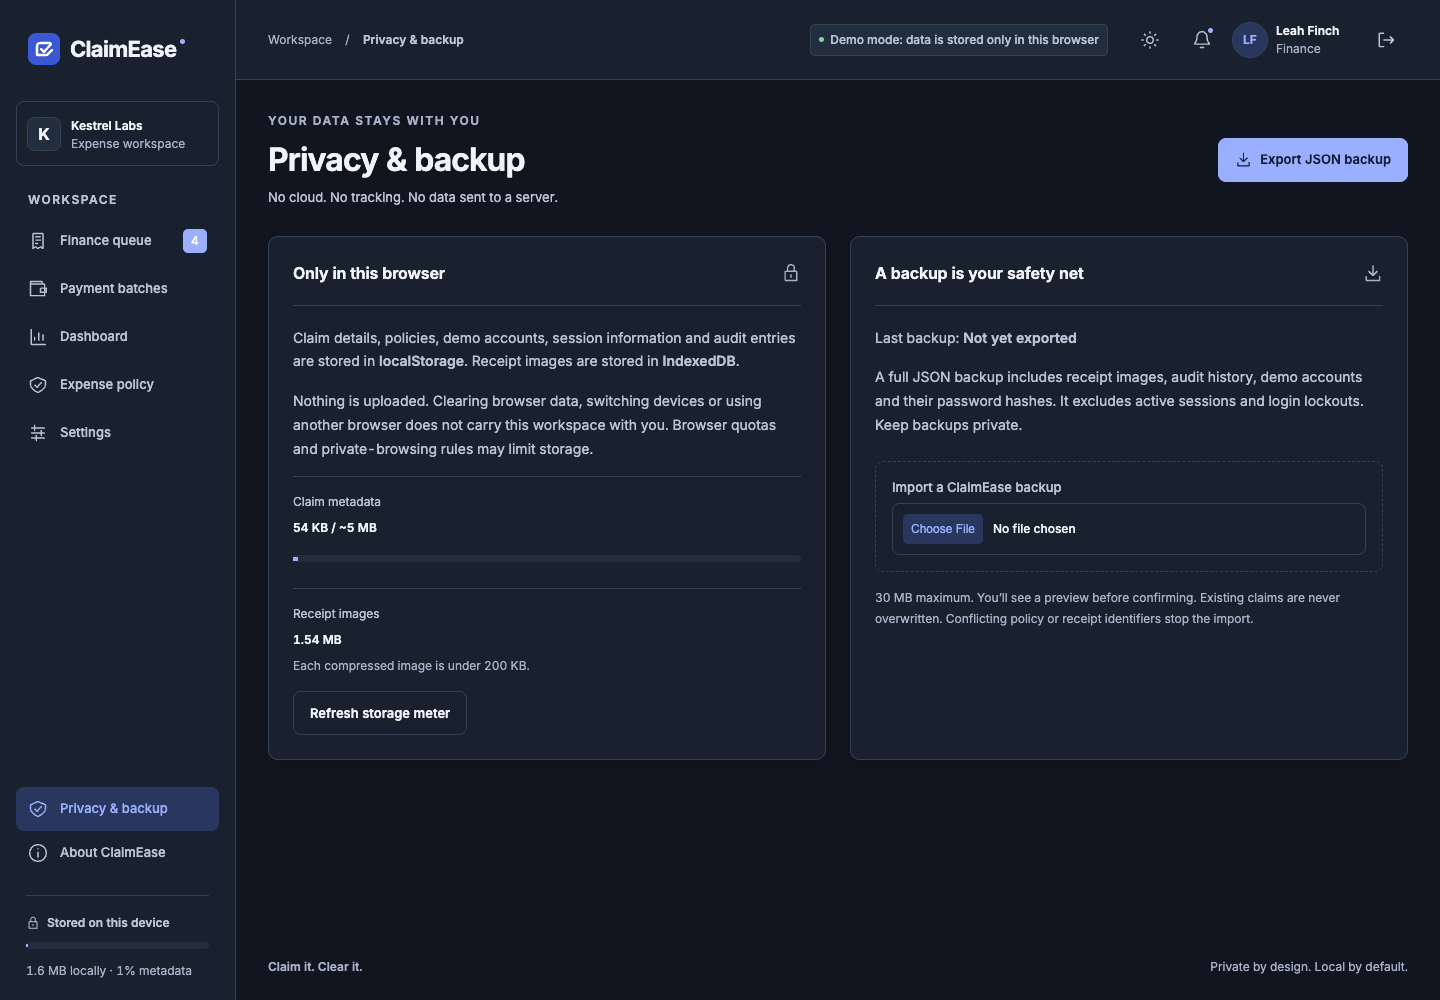 ClaimEase
K
Kestrel Labs
Expense workspace
WORKSPACE
Finance queue 4
Payment batches
Dashboard
Expense policy
Settings
Privacy & backup
About ClaimEase
Stored on this device
1.6 MB locally · 1% metadata
Workspace / Privacy & backup
Demo mode: data is stored only in this browser
LF
Leah Finch
Finance
YOUR DATA STAYS WITH YOU
Privacy & backup
No cloud. No tracking. No data sent to a server.
Export JSON backup
Only in this browser
Claim details, policies, demo accounts, session information and audit entries
are stored in localStorage. Receipt images are stored in IndexedDB.
Nothing is uploaded. Clearing browser data, switching devices or using
another browser does not carry this workspace with you. Browser quotas
and private-browsing rules may limit storage.
Claim metadata
54 KB / ~5 MB
Receipt images
1.54 MB
Each compressed image is under 200 KB.
Refresh storage meter
A backup is your safety net
Last backup: Not yet exported
A full JSON backup includes receipt images, audit history, demo accounts
and their password hashes. It excludes active sessions and login lockouts.
Keep backups private.
Import a ClaimEase backup
Choose File No file chosen
30 MB maximum. You’ll see a preview before confirming. Existing claims are never
overwritten. Conflicting policy or receipt identifiers stop the import.
Claim it. Clear it.
Private by design. Local by default.